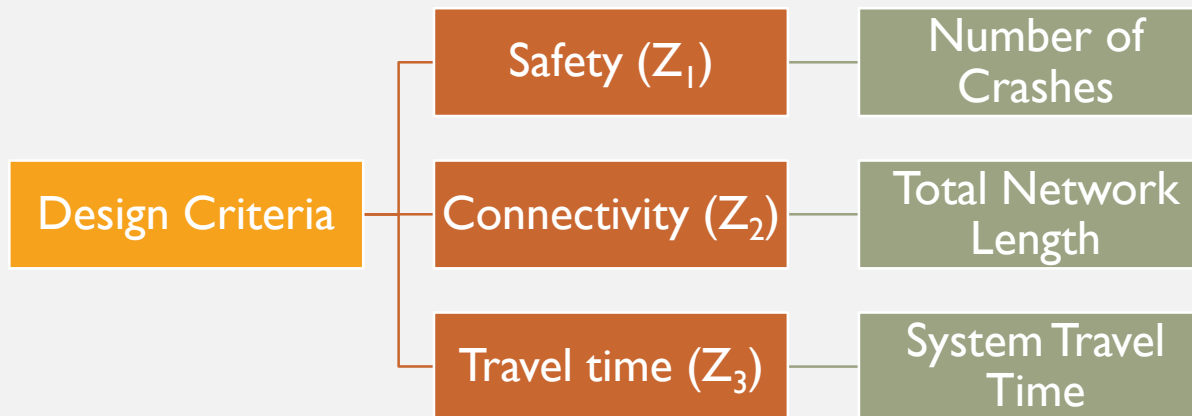 Design Criteria
Safety (Z₁)
Number of
Crashes
Connectivity (Z₂)
Total Network
Length
Travel time (Z₃)
System Travel
Time